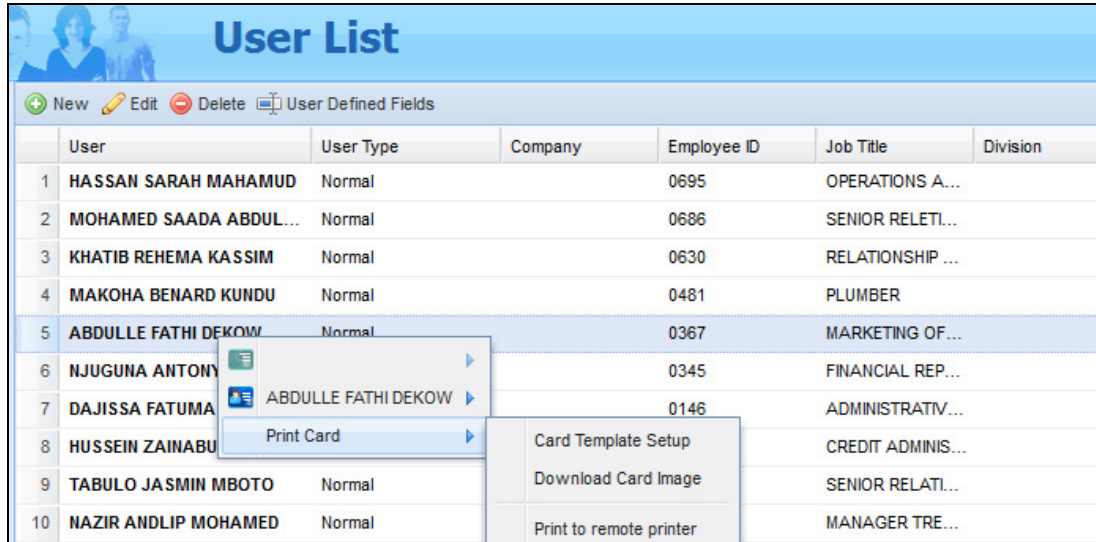 User List
New Edit Delete User Defined Fields
User User Type Company Employee ID Job Title Division
1 HASSAN SARAH MAHAMUD Normal 0695 OPERATIONS A...
2 MOHAMED SAADA ABDUL... Normal 0686 SENIOR RELETI...
3 KHATIB REHEMA KASSIM Normal 0630 RELATIONSHIP ...
4 MAKOHA BENARD KUNDU Normal 0481 PLUMBER
5 ABDULLE FATHI DEKOW Normal 0367 MARKETING OF...
6 NJUGUNA ANTONY 0345 FINANCIAL REP...
7 DAJISSA FATUMA ABDULLE FATHI DEKOW 0146 ADMINISTRATIV...
8 HUSSEIN ZAINABU Print Card Card Template Setup CREDIT ADMINIS...
Download Card Image
9 TABULO JASMIN MBOTO Normal SENIOR RELATI...
10 NAZIR ANDLIP MOHAMED Normal Print to remote printer MANAGER TRE...